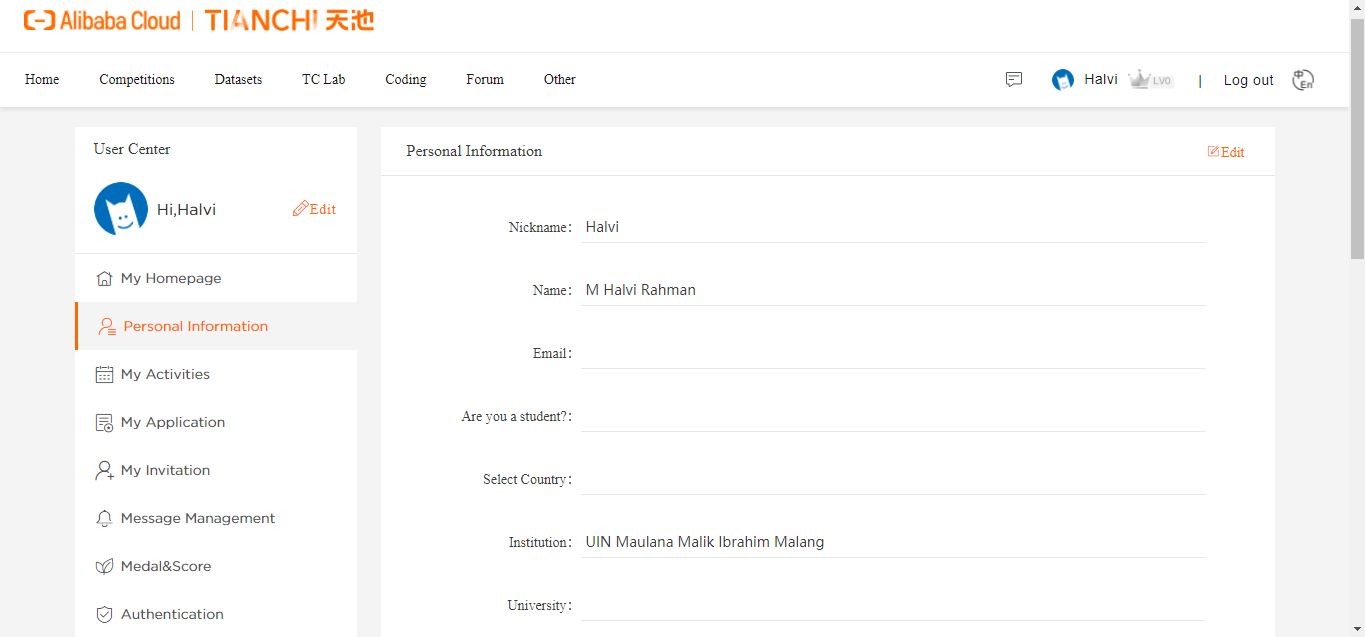 Alibaba Cloud | TIANCHI 天池
Home Competitions Datasets TC Lab Coding Forum Other Halvi LV0 | Log out 中 En
User Center
Hi,Halvi Edit
My Homepage
Personal Information
My Activities
My Application
My Invitation
Message Management
Medal&Score
Authentication
Personal Information Edit
Nickname: Halvi
Name: M Halvi Rahman
Email:
Are you a student?:
Select Country:
Institution: UIN Maulana Malik Ibrahim Malang
University: